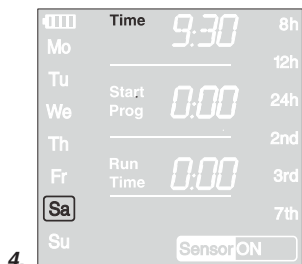 Time 9:30 8h
Mo
12h
Tu
Start Prog 0:00 24h
We
2nd
Th
Run Time 0:00 3rd
Fr
Sa 7th
Su
Sensor ON
4